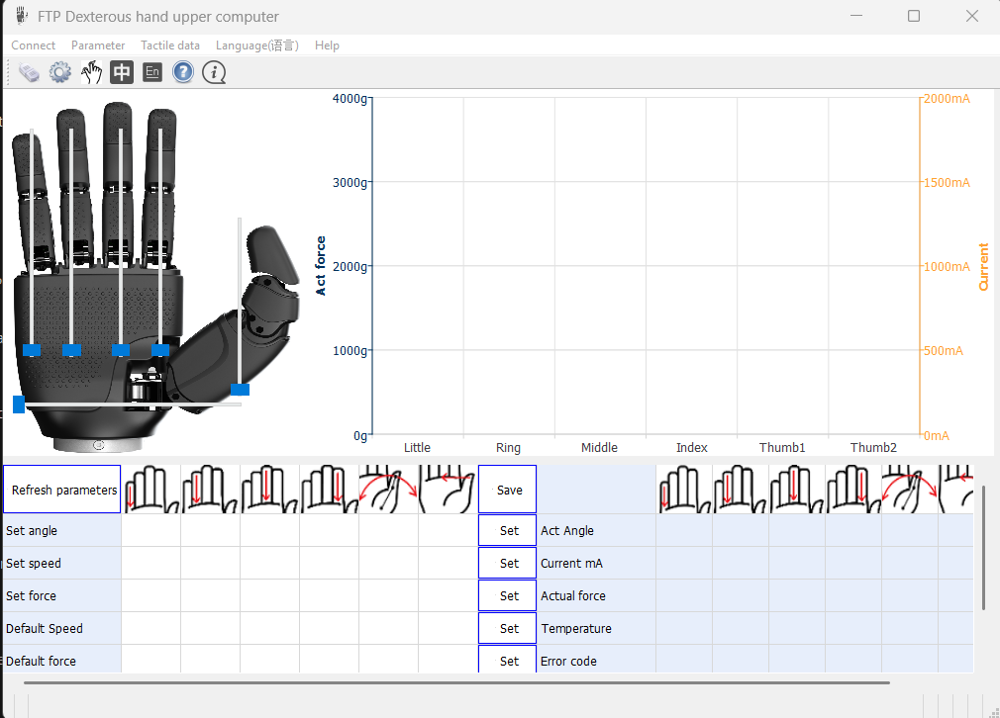 FTP Dexterous hand upper computer
Connect Parameter Tactile data Language(语言) Help
中 En ? i
4000g 2000mA
3000g 1500mA
Act force
2000g 1000mA
Current
1000g 500mA
0g 0mA
Little Ring Middle Index Thumb1 Thumb2
Refresh parameters Save
Set angle Set Act Angle
Set speed Set Current mA
Set force Set Actual force
Default Speed Set Temperature
Default force Set Error code